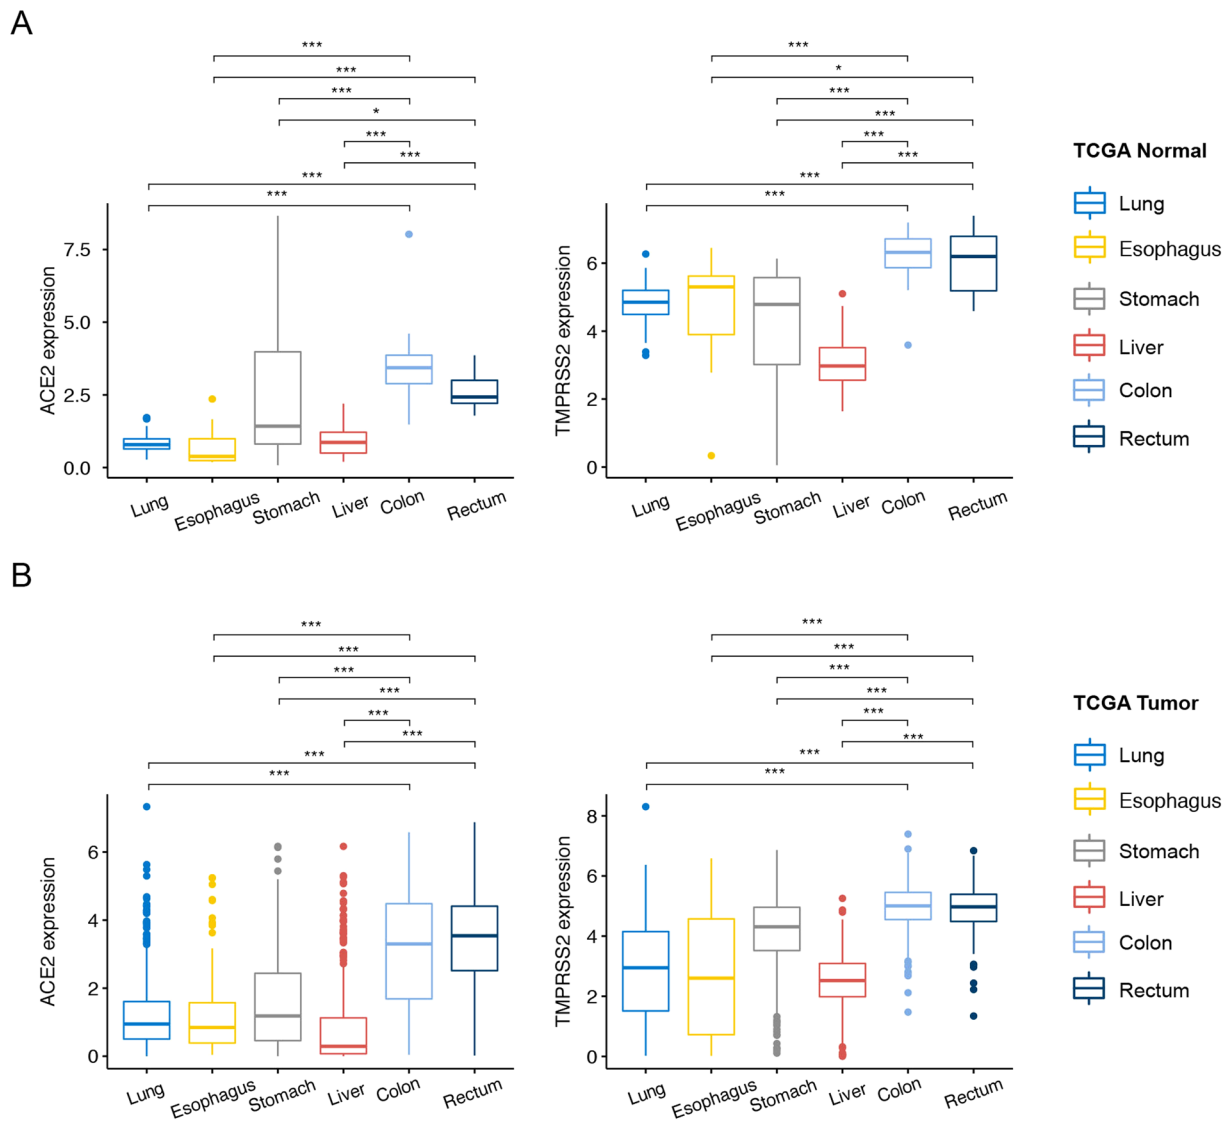 A
***
***
***
*
***
***
***
***
ACE2 expression
7.5
5.0
2.5
0.0
Lung
Esophagus
Stomach
Liver
Colon
Rectum
***
*
***
***
***
***
***
***
TMPRSS2 expression
6
4
2
0
Lung
Esophagus
Stomach
Liver
Colon
Rectum
TCGA Normal
Lung
Esophagus
Stomach
Liver
Colon
Rectum
B
***
***
***
***
***
***
***
***
ACE2 expression
6
4
2
0
Lung
Esophagus
Stomach
Liver
Colon
Rectum
***
***
***
***
***
***
***
***
TMPRSS2 expression
8
6
4
2
0
Lung
Esophagus
Stomach
Liver
Colon
Rectum
TCGA Tumor
Lung
Esophagus
Stomach
Liver
Colon
Rectum